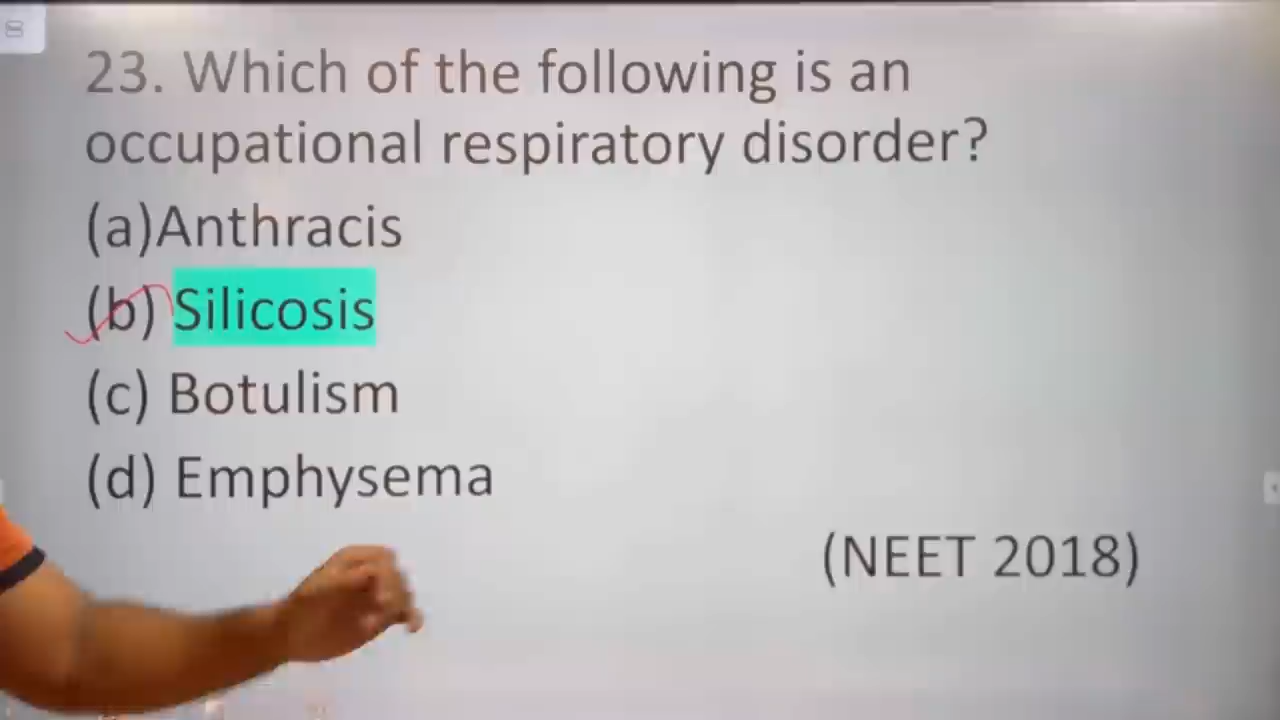 23. Which of the following is an
occupational respiratory disorder?
(a)Anthracis
(b) Silicosis
(c) Botulism
(d) Emphysema
(NEET 2018)